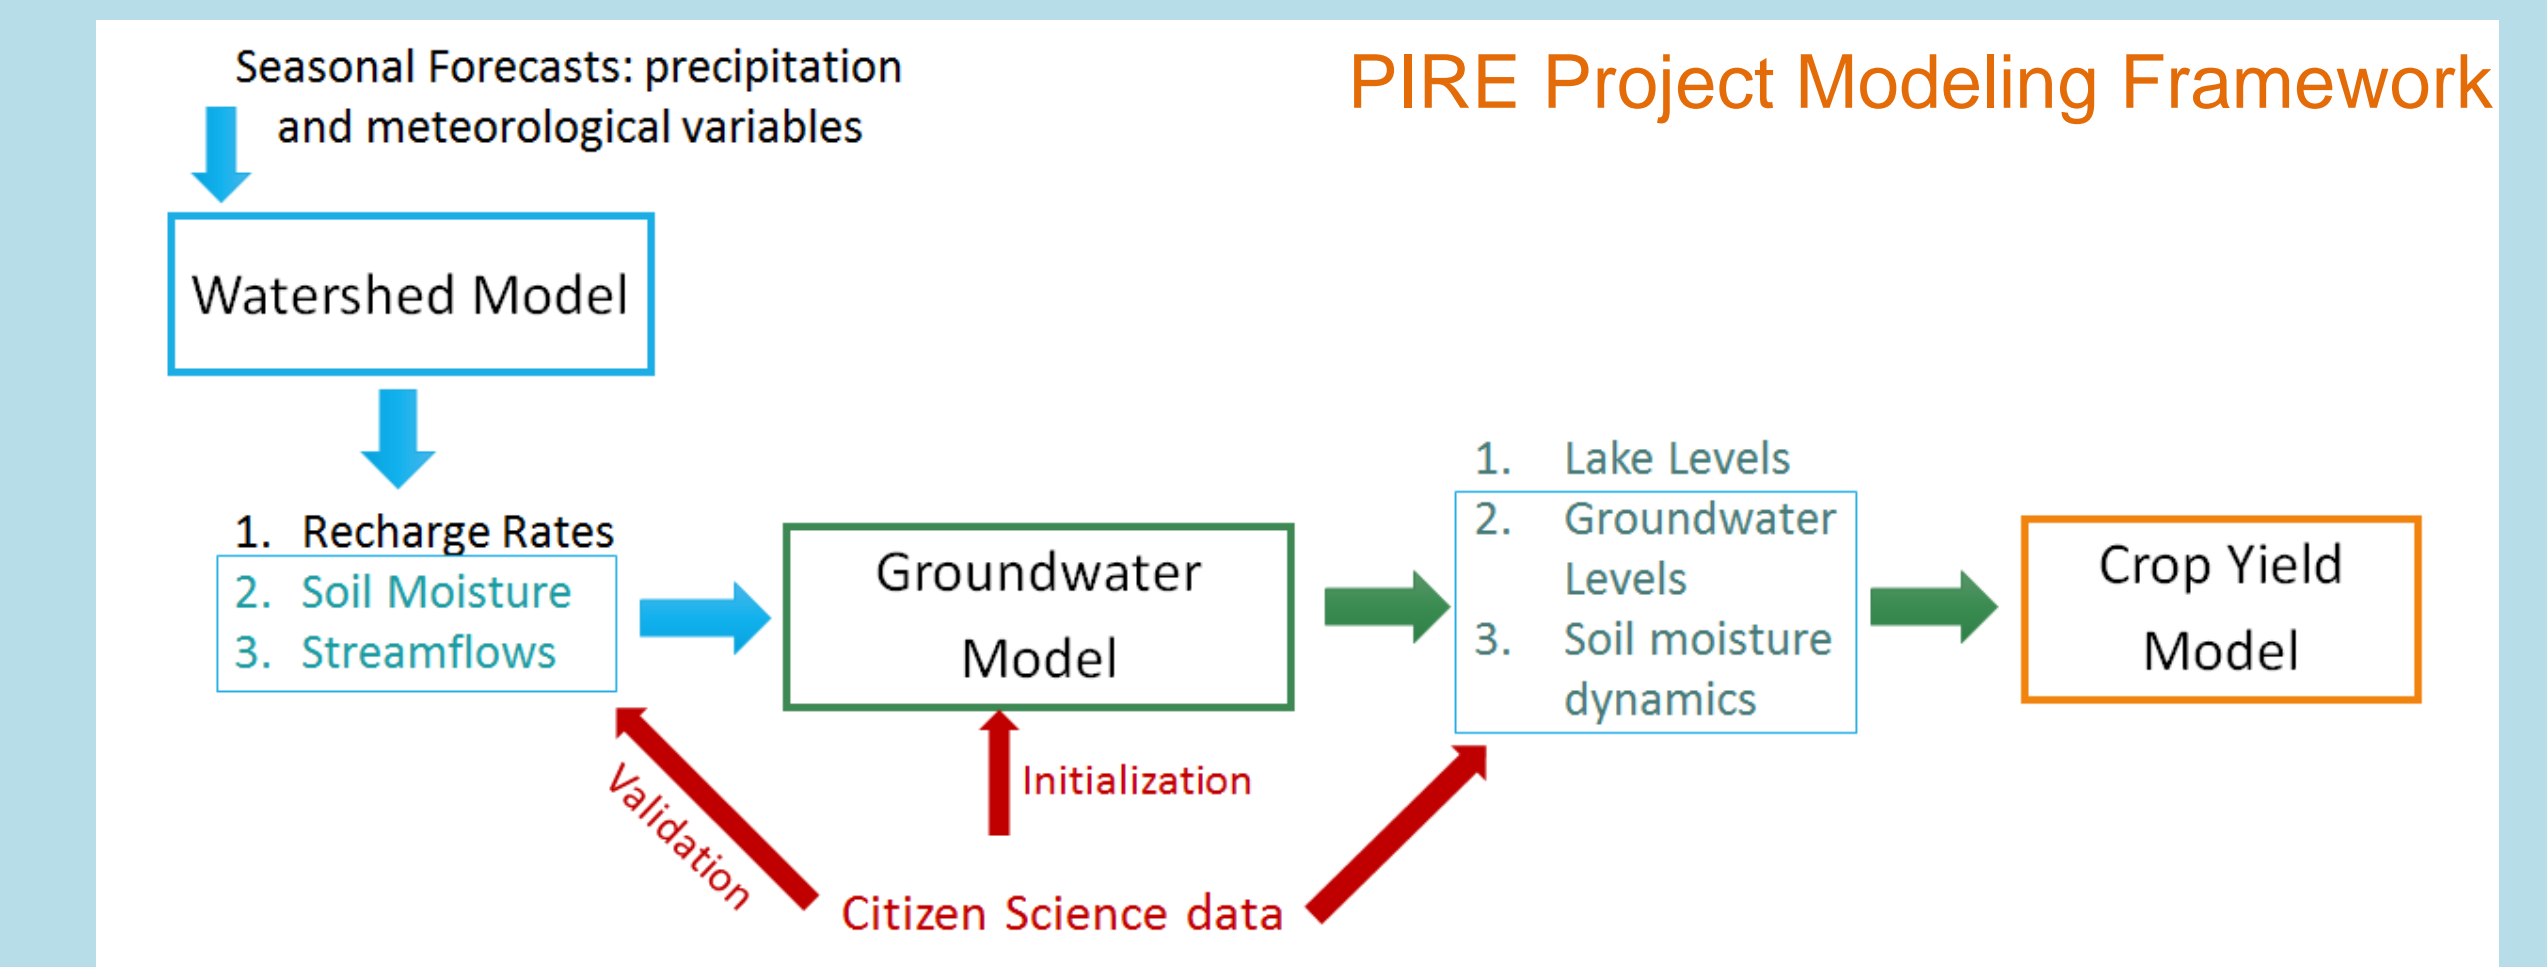 PIRE Project Modeling Framework
Seasonal Forecasts: precipitation
and meteorological variables
Watershed Model
1. Recharge Rates
2. Soil Moisture
3. Streamflows
Groundwater
Model
1. Lake Levels
2. Groundwater
Levels
3. Soil moisture
dynamics
Crop Yield
Model
Validation
Initialization
Citizen Science data